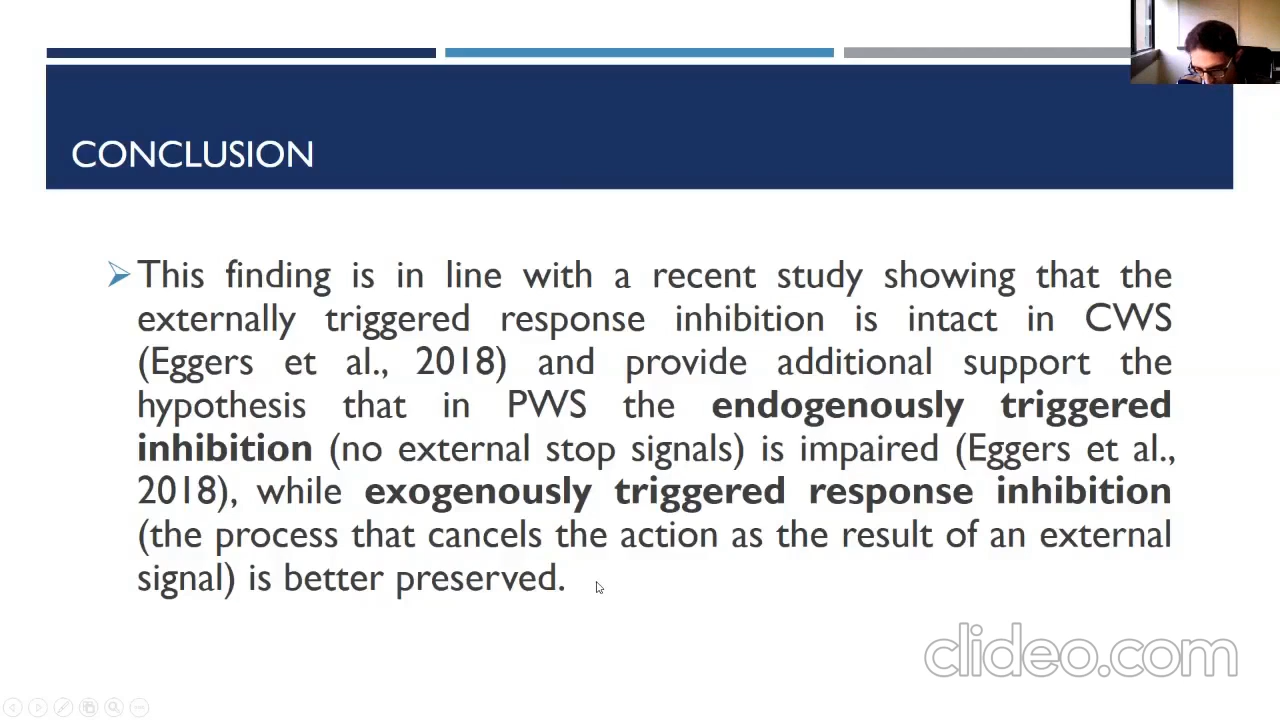 CONCLUSION
This finding is in line with a recent study showing that the
externally triggered response inhibition is intact in CWS
(Eggers et al., 2018) and provide additional support the
hypothesis that in PWS the endogenously triggered
inhibition (no external stop signals) is impaired (Eggers et al.,
2018), while exogenously triggered response inhibition
(the process that cancels the action as the result of an external
signal) is better preserved.
clideo.com